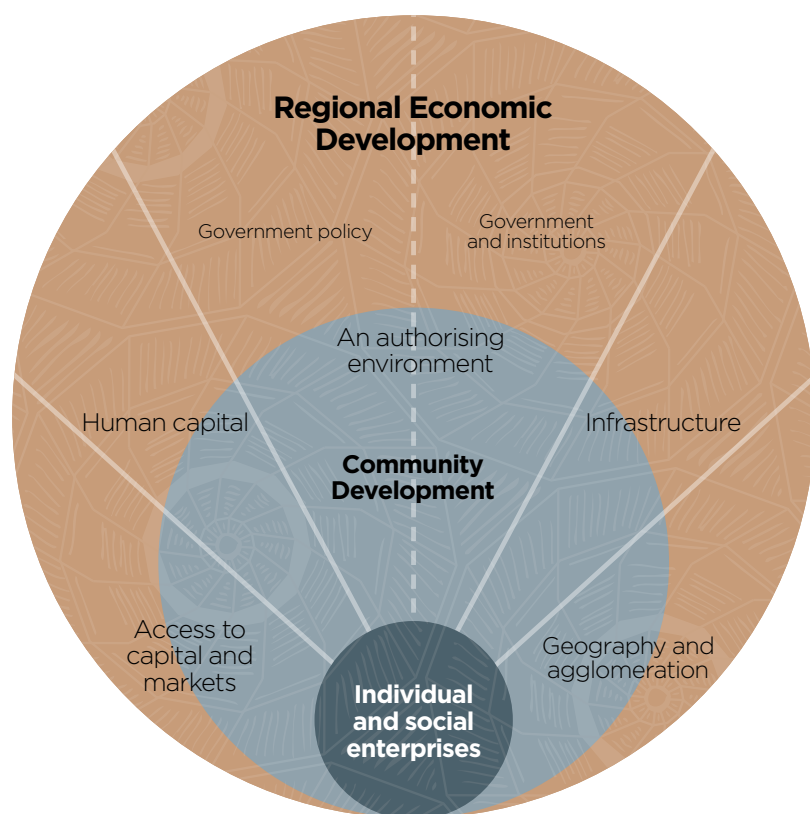 Regional Economic
Development
Government policy
Government
and institutions
An authorising
environment
Human capital
Infrastructure
Community
Development
Access to
capital and
markets
Geography and
agglomeration
Individual
and social
enterprises